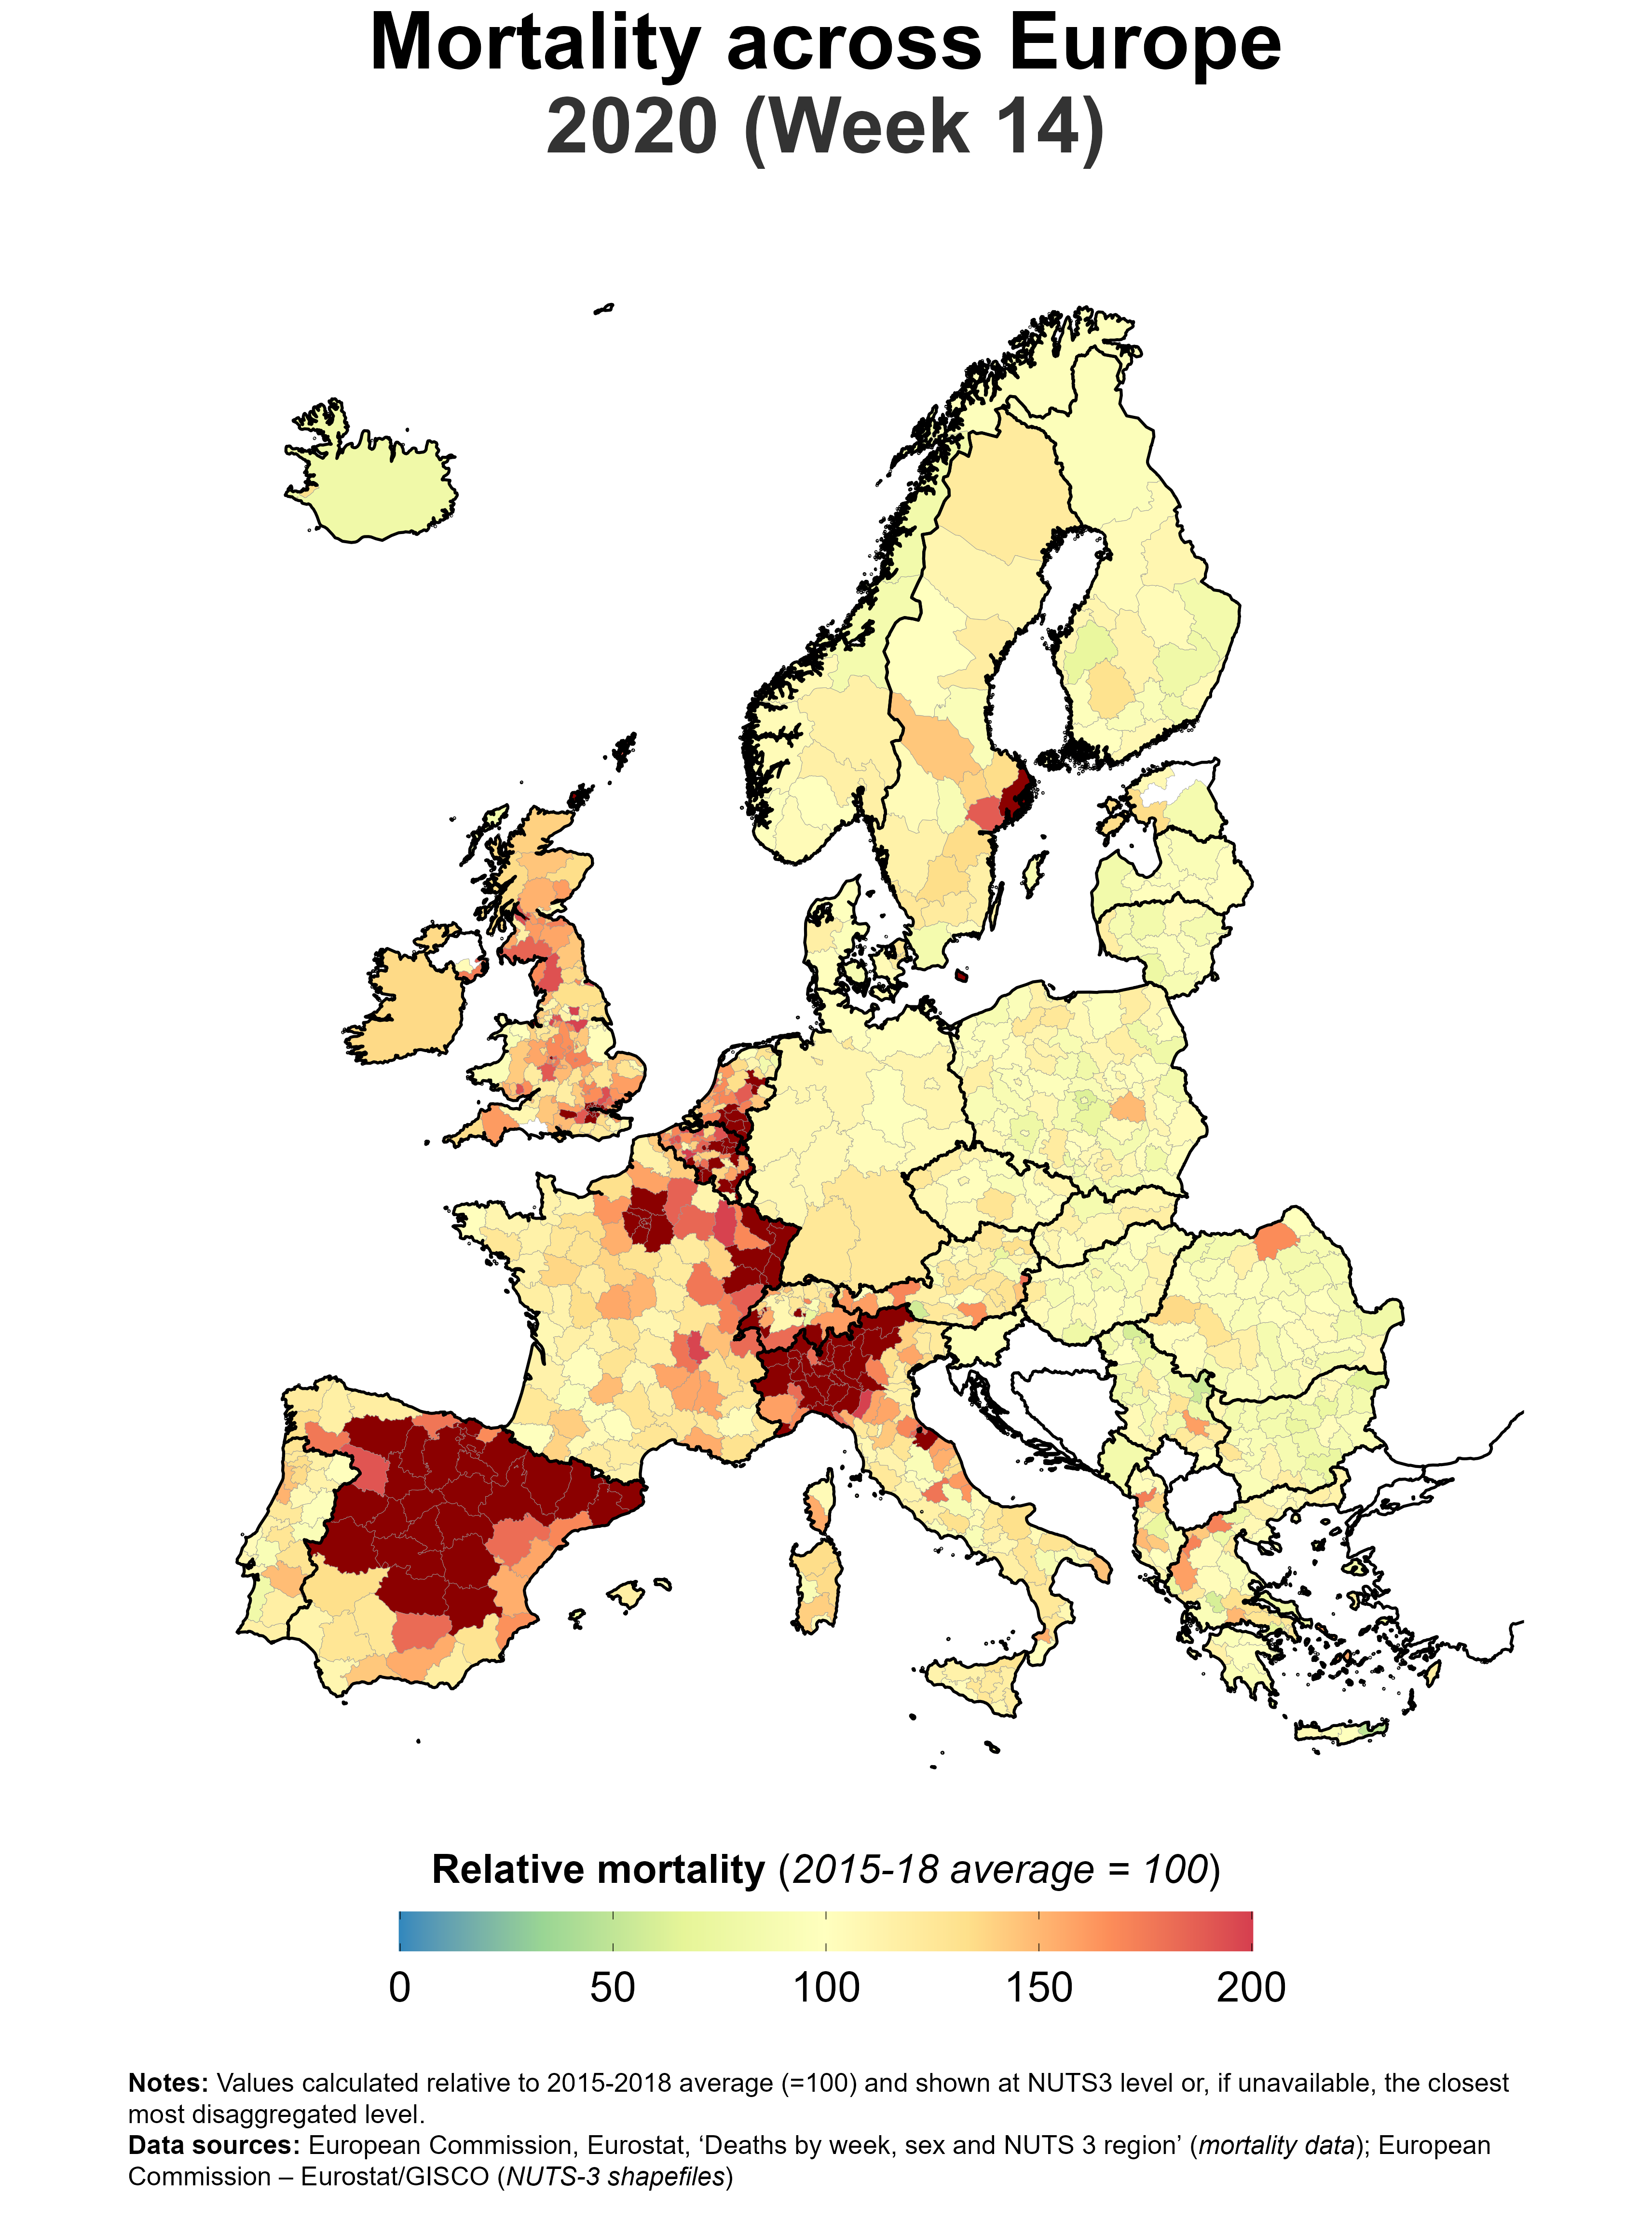 Mortality across Europe
2020 (Week 14)
Relative mortality (2015-18 average = 100)
0 50 100 150 200
Notes: Values calculated relative to 2015-2018 average (=100) and shown at NUTS3 level or, if unavailable, the closest
most disaggregated level.
Data sources: European Commission, Eurostat, ‘Deaths by week, sex and NUTS 3 region’ (mortality data); European
Commission – Eurostat/GISCO (NUTS-3 shapefiles)